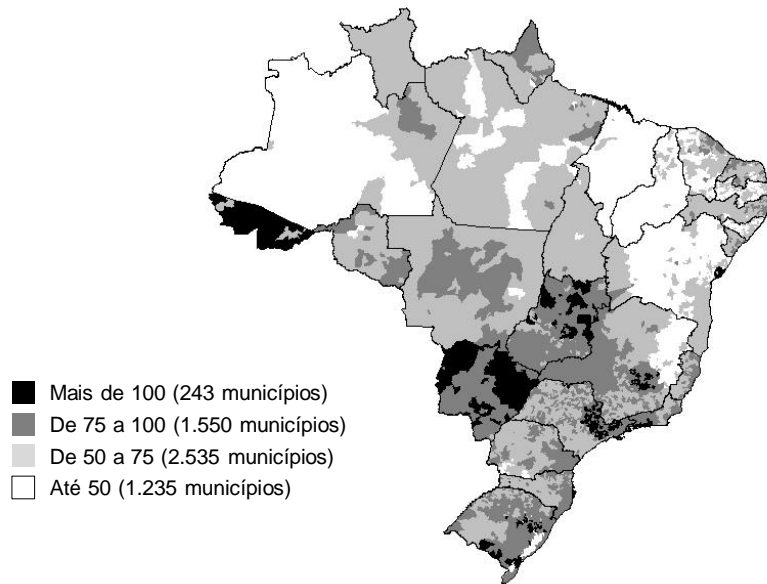 Mais de 100 (243 municípios)
De 75 a 100 (1.550 municípios)
De 50 a 75 (2.535 municípios)
Até 50 (1.235 municípios)